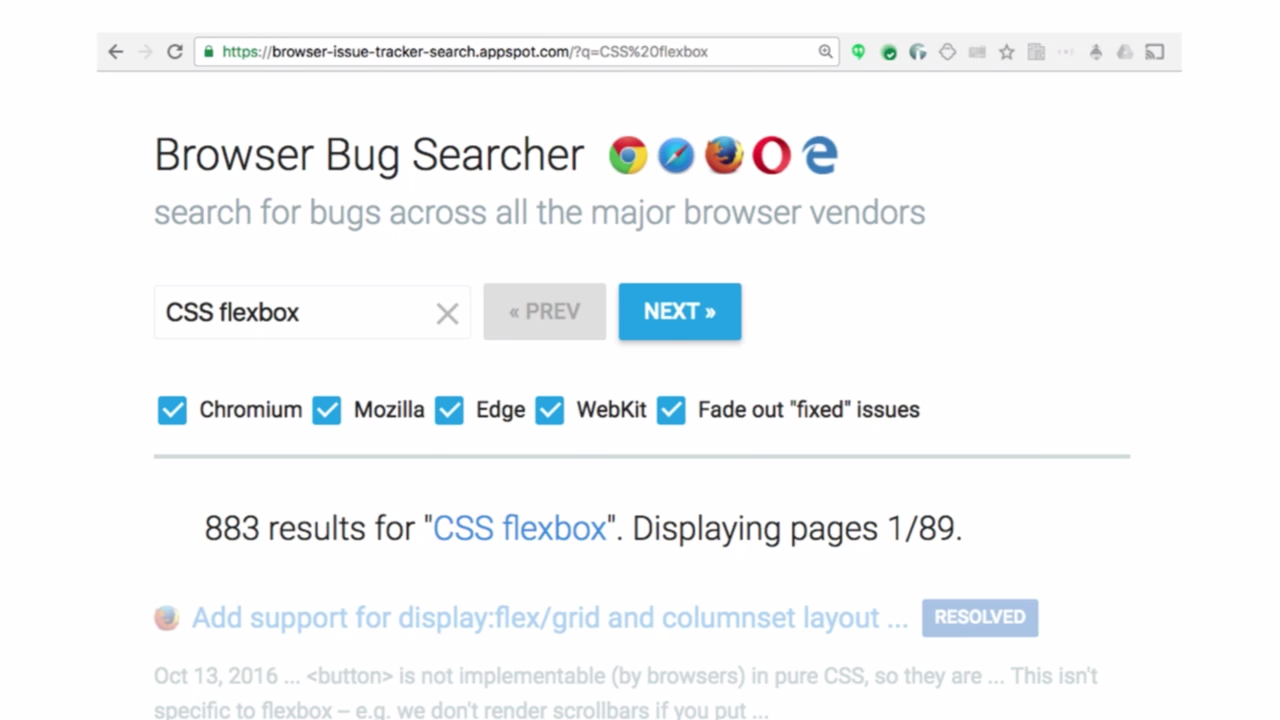 https://browser-issue-tracker-search.appspot.com/?q=CSS%20flexbox
Browser Bug Searcher
search for bugs across all the major browser vendors
CSS flexbox
« PREV
NEXT »
Chromium
Mozilla
Edge
WebKit
Fade out "fixed" issues
883 results for "CSS flexbox". Displaying pages 1/89.
Add support for display:flex/grid and columnset layout ...
RESOLVED
Oct 13, 2016 ... <button> is not implementable (by browsers) in pure CSS, so they are ... This isn't
specific to flexbox – e.g. we don't render scrollbars if you put ...